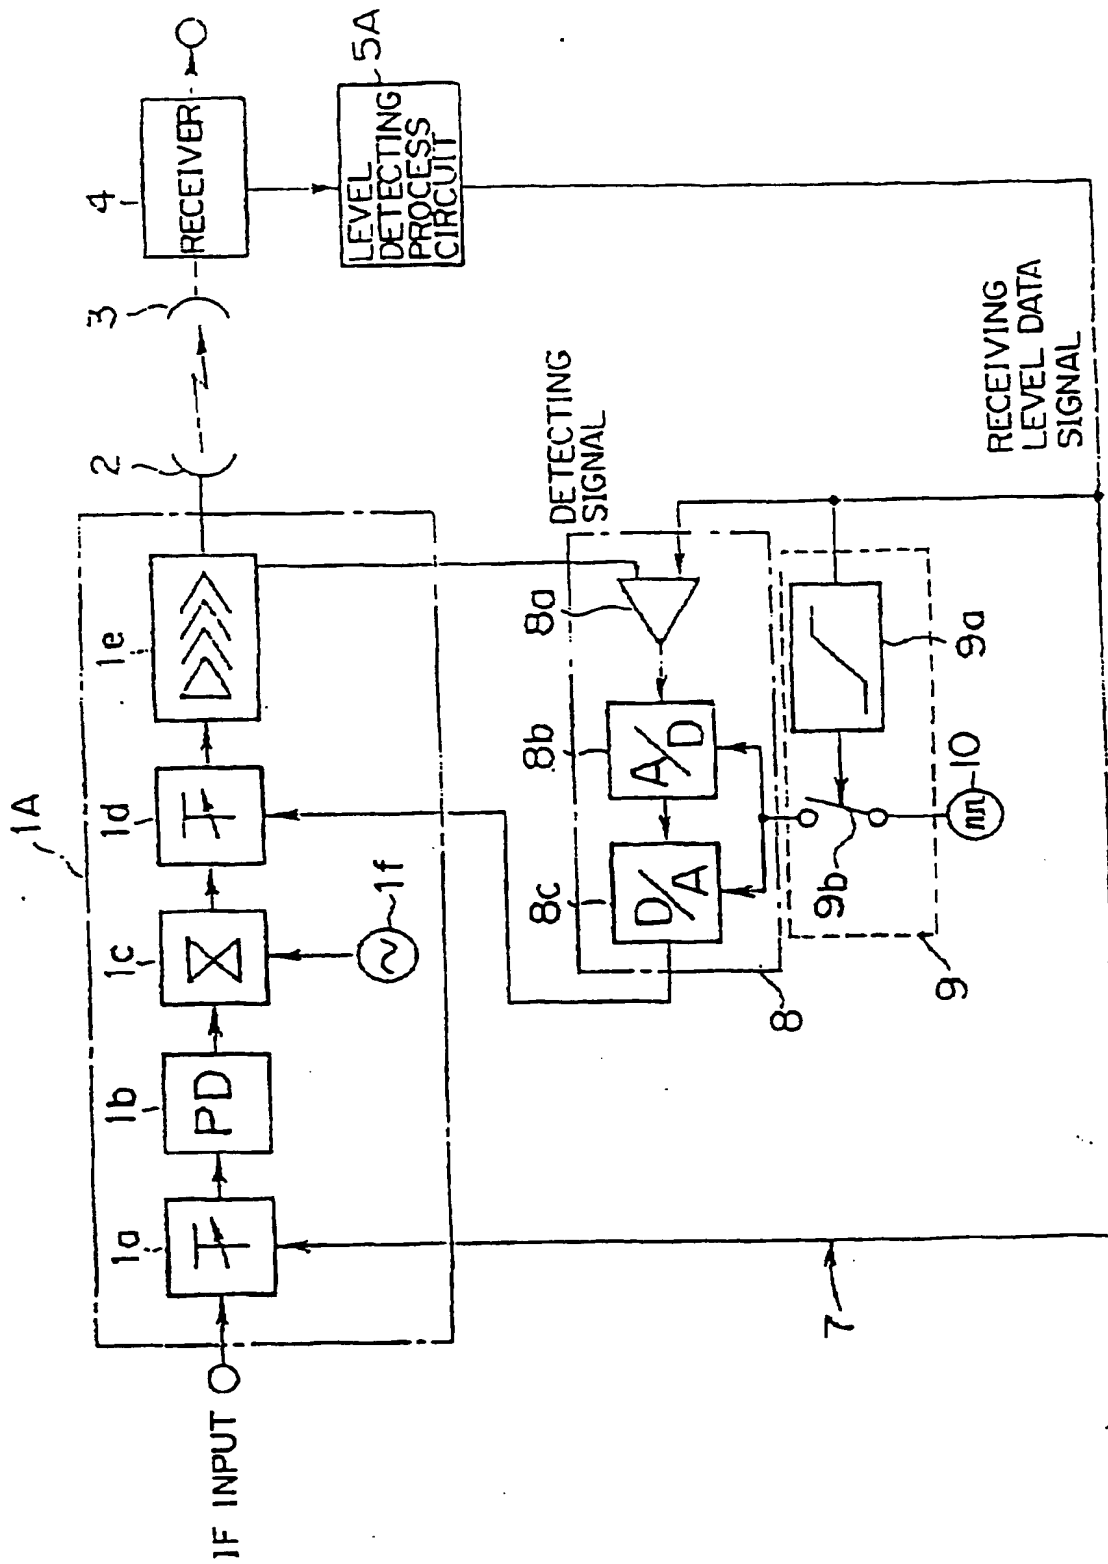 IF INPUT
1A
1a
1b
PD
1c
1d
1e
1f
2
3
4
RECEIVER
5A
LEVEL
DETECTING
PROCESS
CIRCUIT
DETECTING
SIGNAL
8a
8b
A/D
8c
D/A
8
9a
9b
9
10
7
RECEIVING
LEVEL DATA
SIGNAL